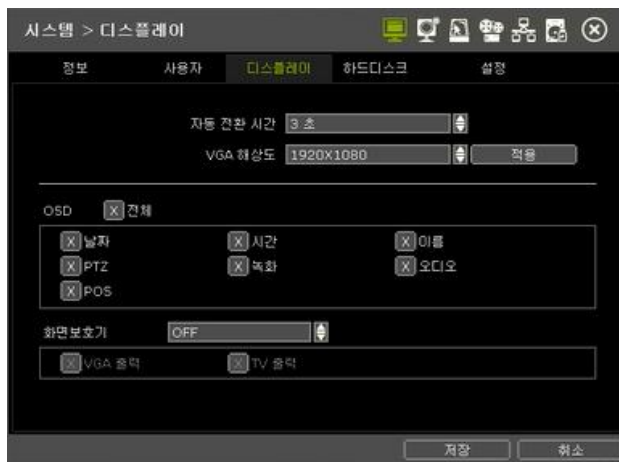 시스템 > 디스플레이
정보 사용자 디스플레이 하드디스크 설정
자동 전환 시간 3 초
VGA 해상도 1920X1080 적용
OSD X 전체
X 날짜 X 시간 X 이름
X PTZ X 녹화 X 오디오
X POS
화면보호기 OFF
X VGA 출력 X TV 출력
저장 취소